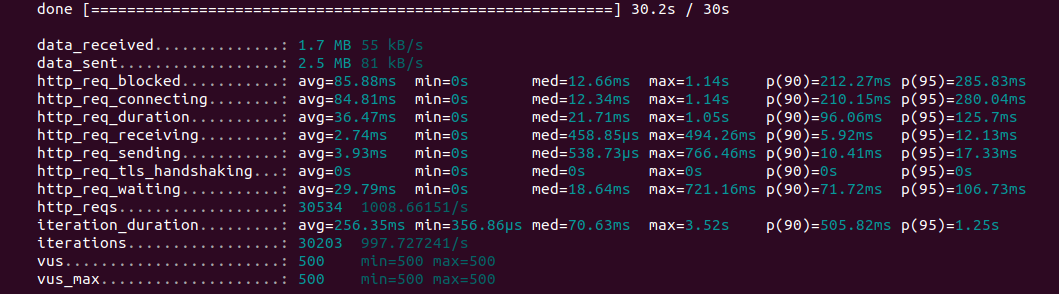 done [==========================================================] 30.2s / 30s
data_received..............: 1.7 MB 55 kB/s
data_sent..................: 2.5 MB 81 kB/s
http_req_blocked...........: avg=85.88ms min=0s med=12.66ms max=1.14s p(90)=212.27ms p(95)=285.83ms
http_req_connecting........: avg=84.81ms min=0s med=12.34ms max=1.14s p(90)=210.15ms p(95)=280.04ms
http_req_duration..........: avg=36.47ms min=0s med=21.71ms max=1.05s p(90)=96.06ms p(95)=125.7ms
http_req_receiving.........: avg=2.74ms min=0s med=458.85µs max=494.26ms p(90)=5.92ms p(95)=12.13ms
http_req_sending...........: avg=3.93ms min=0s med=538.73µs max=766.46ms p(90)=10.41ms p(95)=17.33ms
http_req_tls_handshaking...: avg=0s min=0s med=0s max=0s p(90)=0s p(95)=0s
http_req_waiting...........: avg=29.79ms min=0s med=18.64ms max=721.16ms p(90)=71.72ms p(95)=106.73ms
http_reqs..................: 30534 1008.66151/s
iteration_duration.........: avg=256.35ms min=356.86µs med=70.63ms max=3.52s p(90)=505.82ms p(95)=1.25s
iterations.................: 30203 997.727241/s
vus........................: 500 min=500 max=500
vus_max....................: 500 min=500 max=500